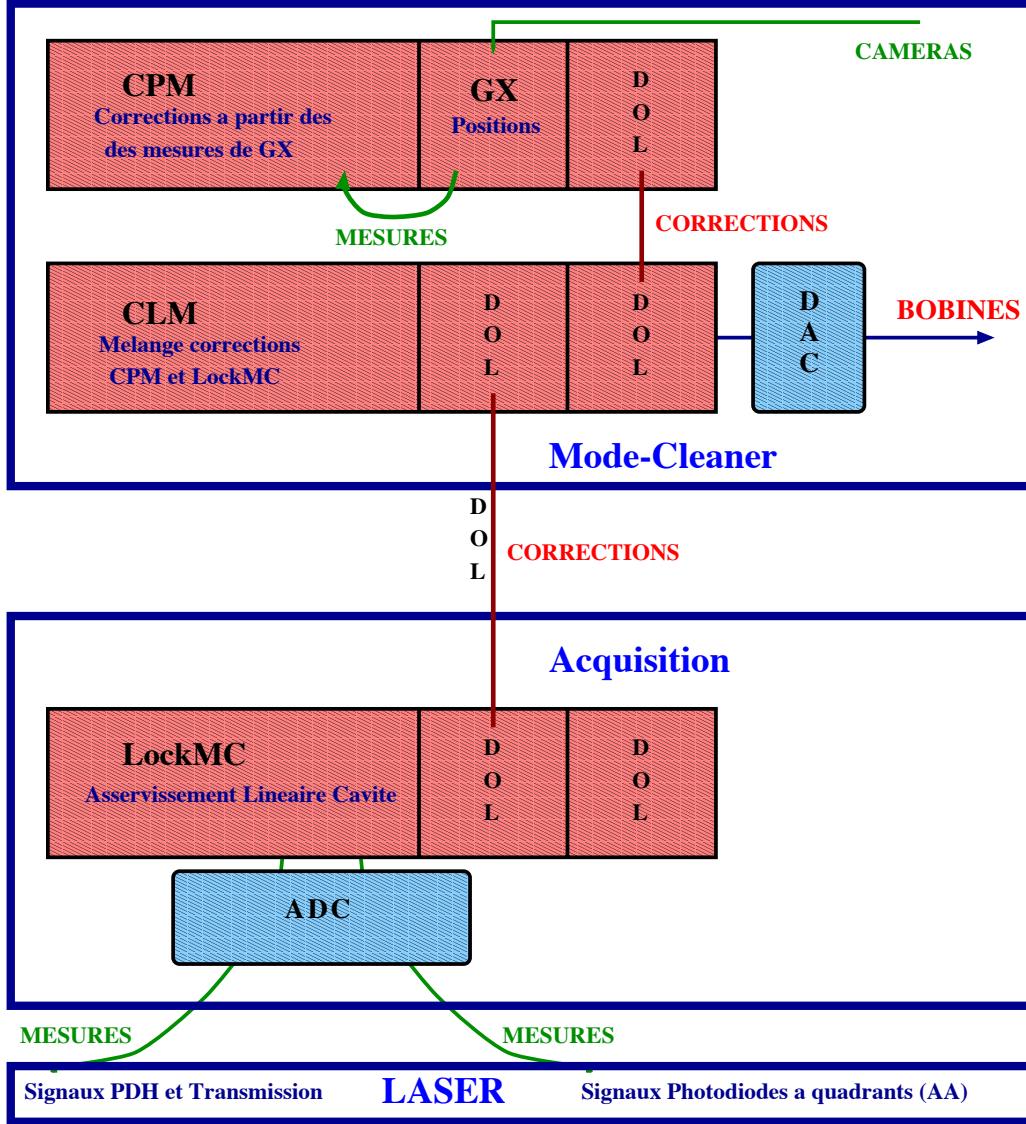 CAMERAS
CPM
Corrections a partir des
des mesures de GX
GX
Positions
D
O
L
MESURES
CORRECTIONS
CLM
Melange corrections
CPM et LockMC
D
O
L
D
O
L
D
A
C
BOBINES
Mode-Cleaner
D
O
L
CORRECTIONS
Acquisition
LockMC
Asservissement Lineaire Cavite
D
O
L
D
O
L
ADC
MESURES
MESURES
Signaux PDH et Transmission
LASER
Signaux Photodiodes a quadrants (AA)